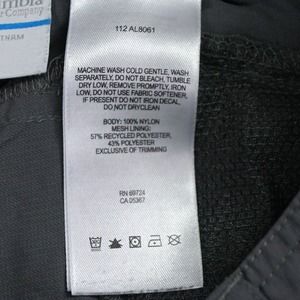 112 AL8061
MACHINE WASH COLD GENTLE, WASH
SEPARATELY, DO NOT BLEACH, TUMBLE
DRY LOW, REMOVE PROMPTLY, IRON
LOW, DO NOT USE FABRIC SOFTENER.
IF PRESENT DO NOT IRON DECAL,
DO NOT DRYCLEAN
BODY: 100% NYLON
MESH LINING:
57% RECYCLED POLYESTER,
43% POLYESTER
EXCLUSIVE OF TRIMMING
RN 69724
CA 05367